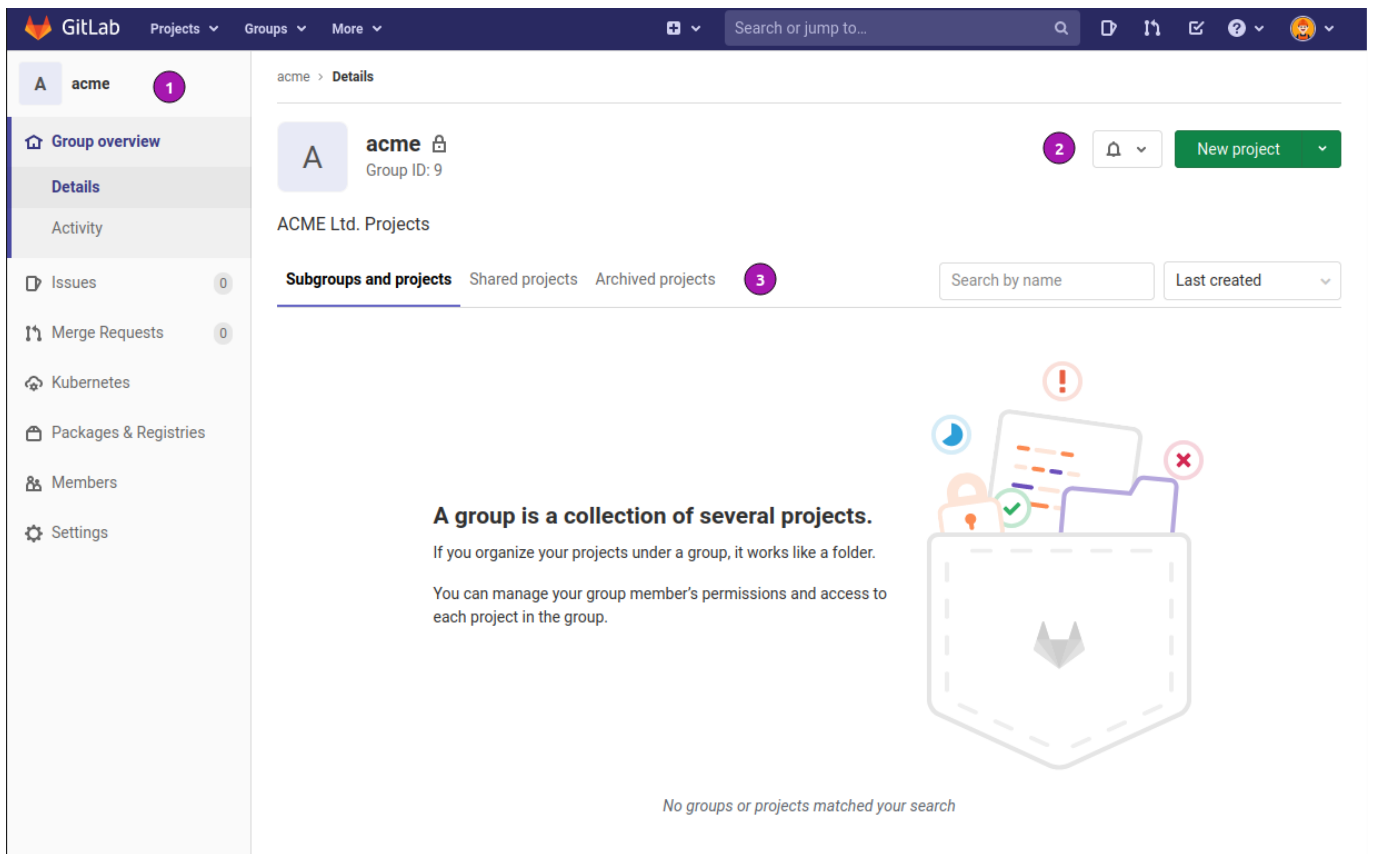 GitLab Projects Groups More Search or jump to... ?
A acme 1
acme > Details
Group overview
Details
Activity
Issues 0
Merge Requests 0
Kubernetes
Packages & Registries
Members
Settings
A acme
Group ID: 9
2 New project
ACME Ltd. Projects
Subgroups and projects Shared projects Archived projects 3 Search by name Last created
A group is a collection of several projects.
If you organize your projects under a group, it works like a folder.
You can manage your group member's permissions and access to
each project in the group.
No groups or projects matched your search